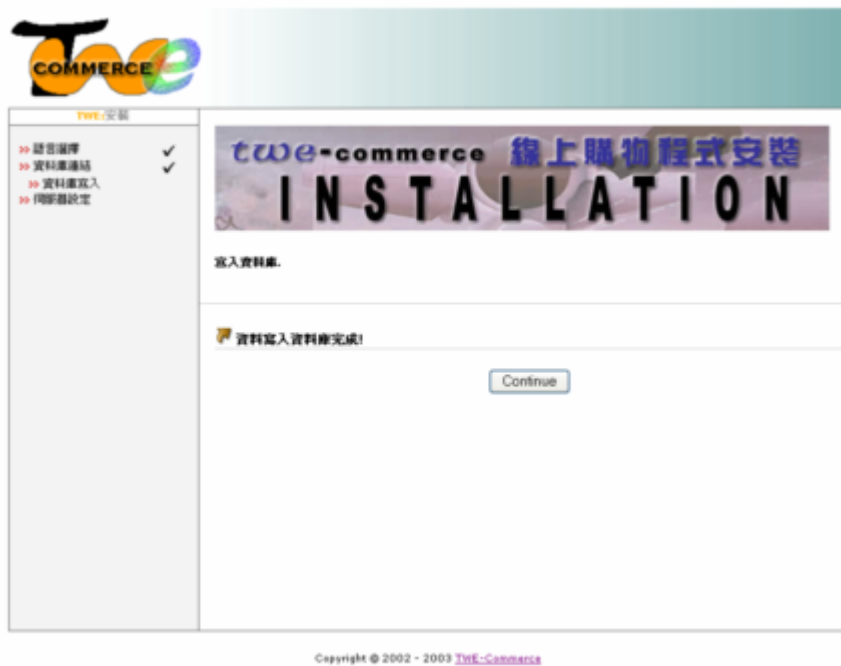 Twe
COMMERCE
TWE:安裝
語言選擇
資料庫連結
資料庫寫入
伺服器設定
twe-commerce 線上購物程式安裝
INSTALLATION
寫入資料庫.
資料寫入資料庫完成!
Continue
Copyright © 2002 - 2003 TWE-Commerce